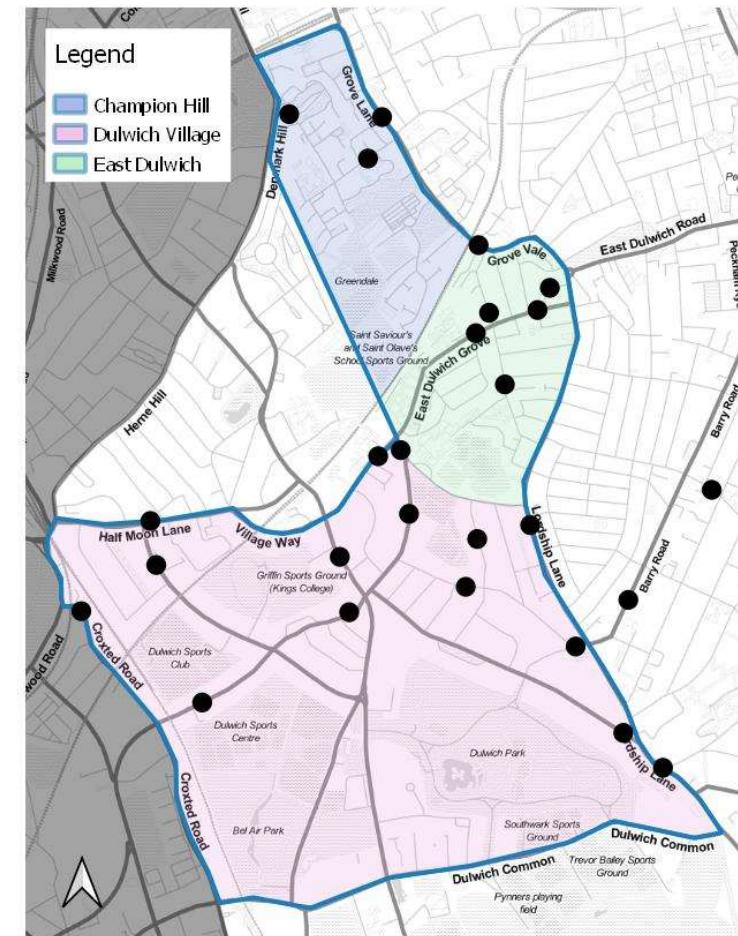 Legend
Champion Hill
Dulwich Village
East Dulwich
Grove Lane
Denmark Hill
Milkwood Road
East Dulwich Road
Grove Vale
Greendale
Saint Saviour's
and Saint Olave's
School Sports Ground
East Dulwich Grove
Herne Hill
Barry Road
Half Moon Lane
Village Way
Lordship Lane
Griffin Sports Ground
(Kings College)
Barry Road
Croxted Road
Dulwich Sports
Club
Dulwich Sports
Centre
Dulwich Park
rdship Lane
Croxted Road
Bel Air Park
Southwark Sports
Ground
Dulwich Common
Dulwich Common
Trevor Bailey Sports
Ground
Pynners playing
field